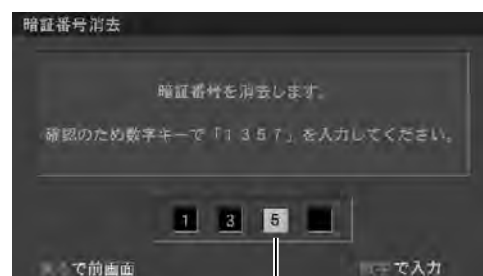 暗証番号消去
暗証番号を消去します。
確認のため数字キーで「1357」を入力してください。
1 3 5
で前画面 で入力